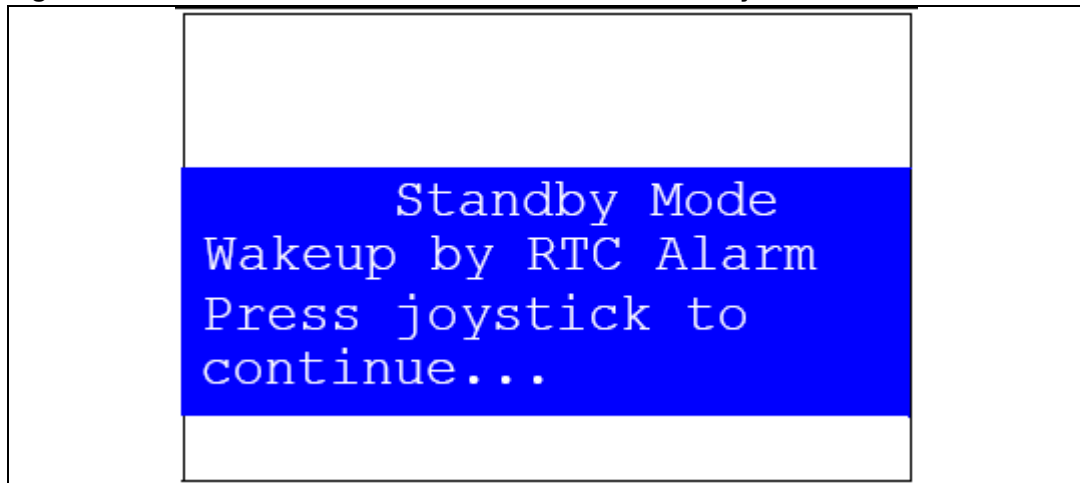 Standby Mode
Wakeup by RTC Alarm
Press joystick to
continue...